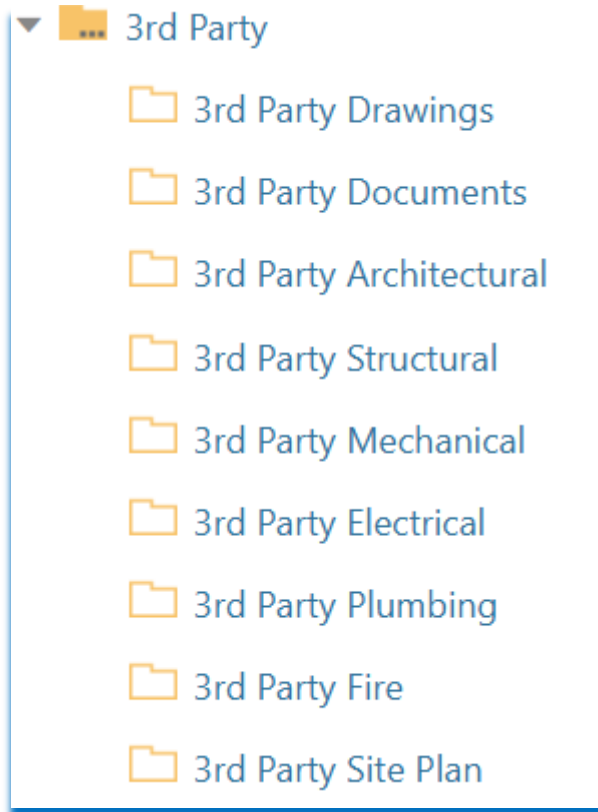 3rd Party
3rd Party Drawings
3rd Party Documents
3rd Party Architectural
3rd Party Structural
3rd Party Mechanical
3rd Party Electrical
3rd Party Plumbing
3rd Party Fire
3rd Party Site Plan